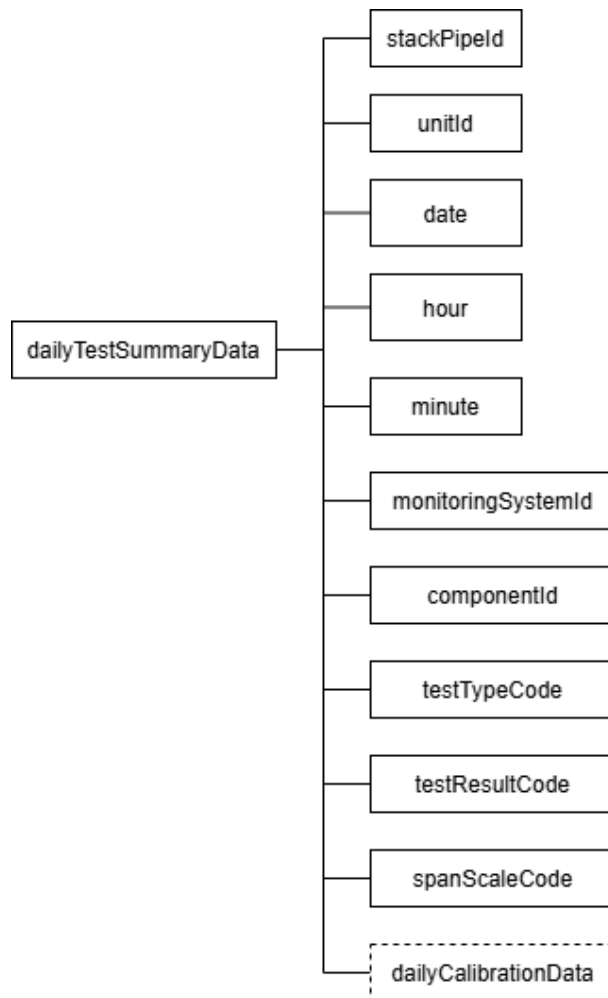 stackPipeId
unitId
date
hour
dailyTestSummaryData
minute
monitoringSystemId
componentId
testTypeCode
testResultCode
spanScaleCode
dailyCalibrationData